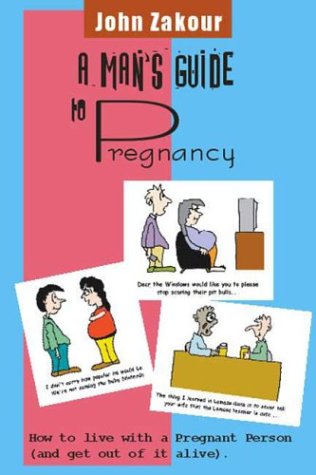 John Zakour
A MAN'S GUIDE
to
Pregnancy
Dear the Windows would like you to please
stop scaring their pit bulls...
I don't carry how popular he would be.
We're not naming the baby Nintendo.
The thing I learned in Lamaze class is to never tell
your wife that the Lamaze teacher is cute...
How to live with a Pregnant Person
(and get out of it alive).